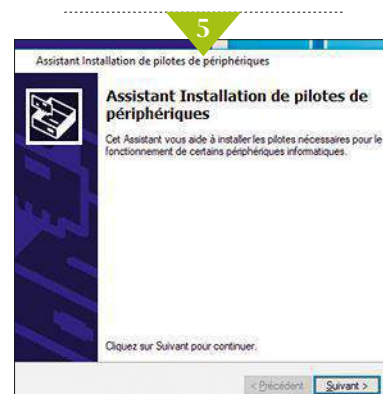 5
Assistant Installation de pilotes de périphériques
Assistant Installation de pilotes de
périphériques
Cet Assistant vous aide à installer les pilotes nécessaires pour le
fonctionnement de certains périphériques informatiques.
Cliquez sur Suivant pour continuer.
< Précédent Suivant >